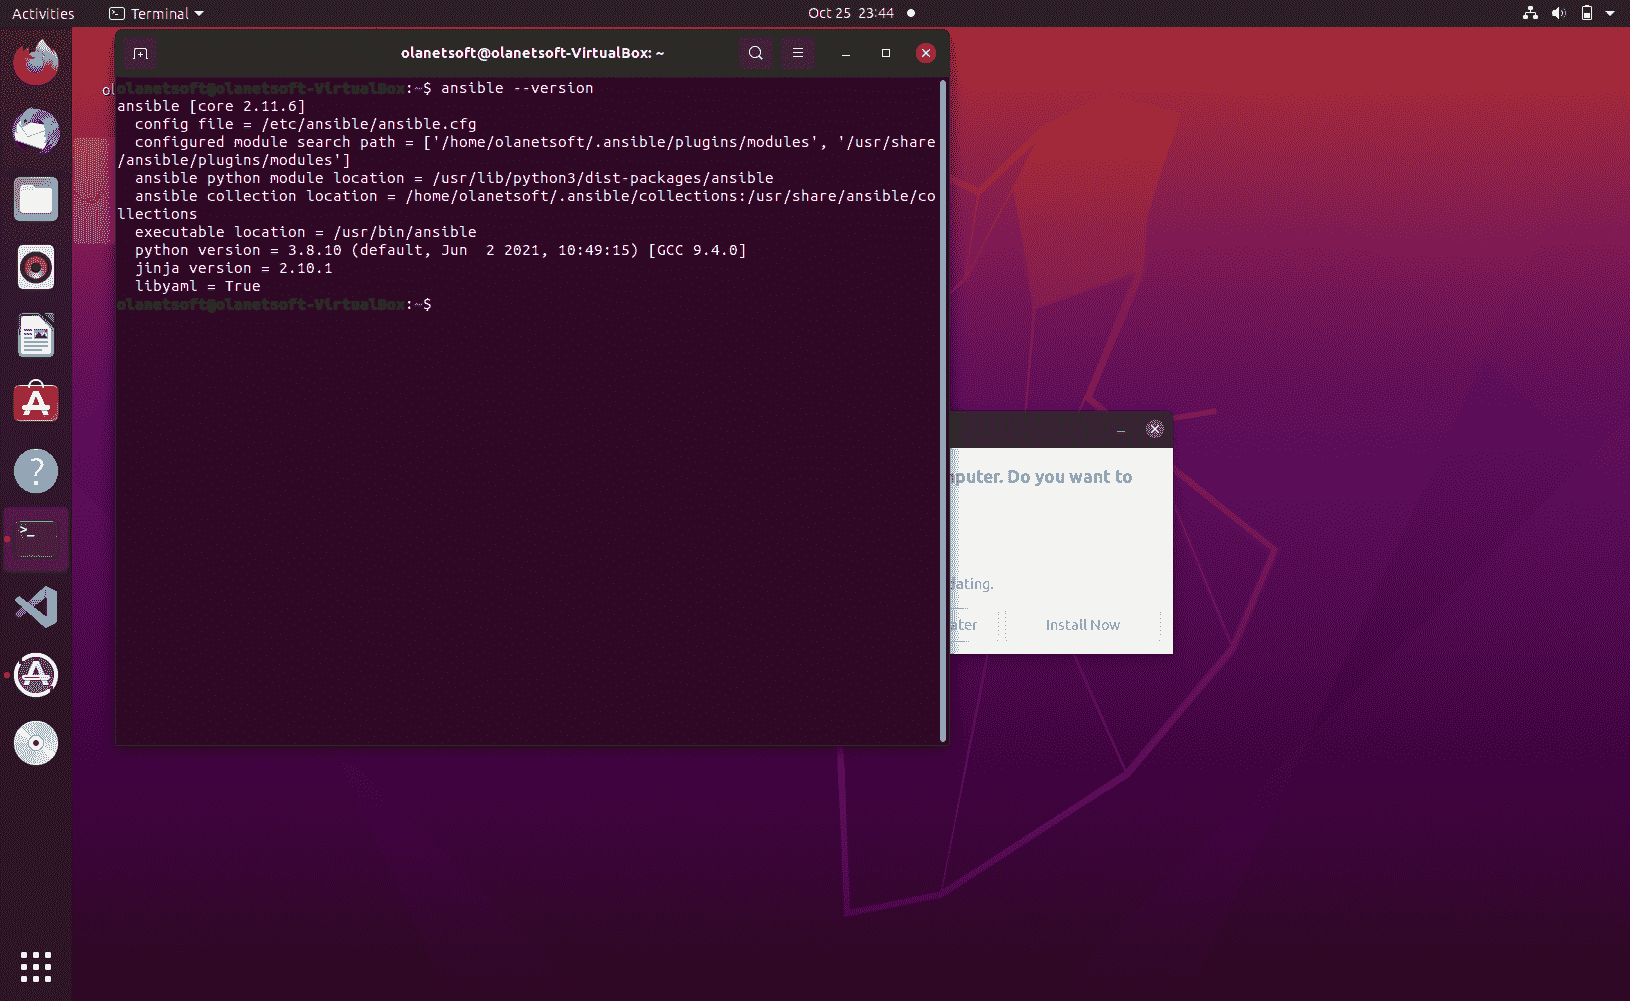 Activities
Terminal
Oct 25 23:44
olanetsoft@olanetsoft-VirtualBox: ~
ol
olanetsoft@olanetsoft-VirtualBox:~$ ansible --version
ansible [core 2.11.6]
config file = /etc/ansible/ansible.cfg
configured module search path = ['/home/olanetsoft/.ansible/plugins/modules', '/usr/share
/ansible/plugins/modules']
ansible python module location = /usr/lib/python3/dist-packages/ansible
ansible collection location = /home/olanetsoft/.ansible/collections:/usr/share/ansible/co
llections
executable location = /usr/bin/ansible
python version = 3.8.10 (default, Jun  2 2021, 10:49:15) [GCC 9.4.0]
jinja version = 2.10.1
libyaml = True
olanetsoft@olanetsoft-VirtualBox:~$
puter. Do you want to
dating.
ater
Install Now